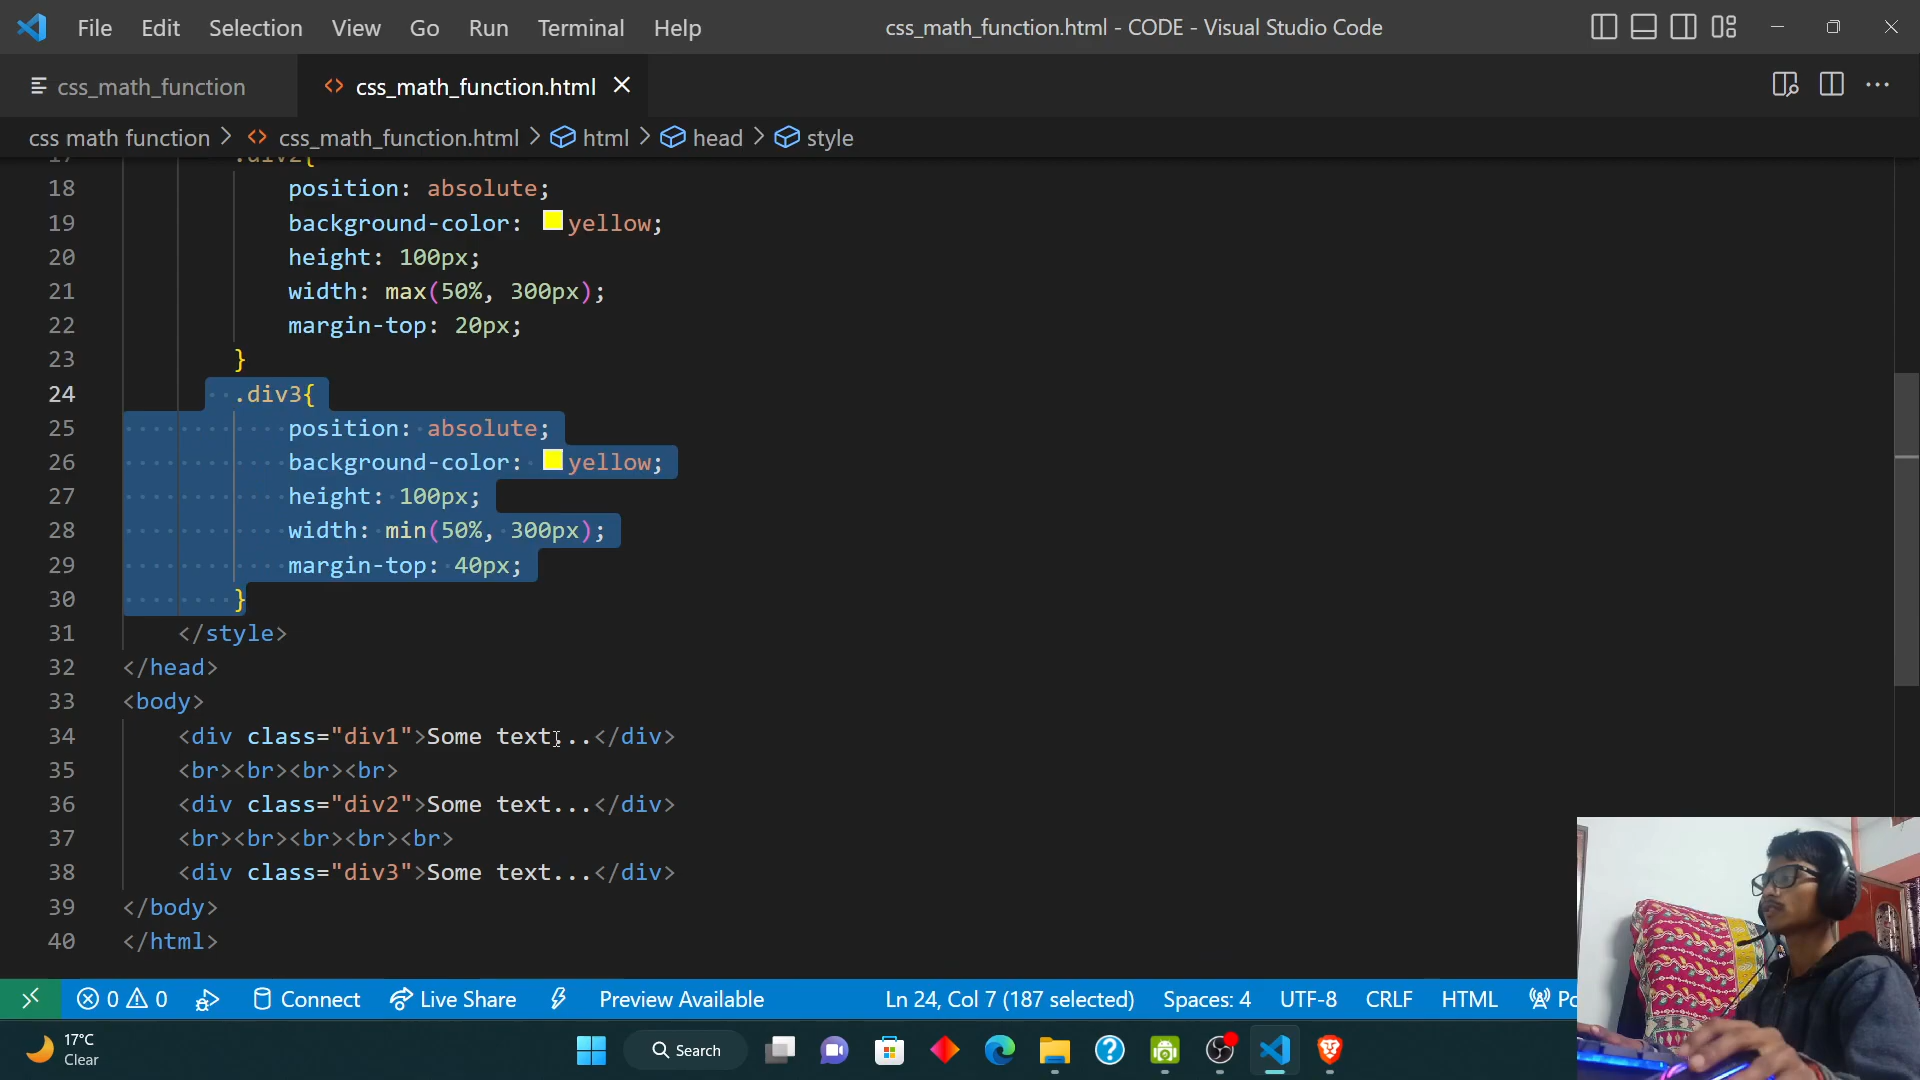 File Edit Selection View Go Run Terminal Help css_math_function.html - CODE - Visual Studio Code
css_math_function <> css_math_function.html
css math function > <> css_math_function.html > html > head > style
17 .div2{
18 position: absolute;
19 background-color: yellow;
20 height: 100px;
21 width: max(50%, 300px);
22 margin-top: 20px;
23 }
24 .div3{
25 position: absolute;
26 background-color: yellow;
27 height: 100px;
28 width: min(50%, 300px);
29 margin-top: 40px;
30 }
31 </style>
32 </head>
33 <body>
34 <div class="div1">Some text...</div>
35 <br><br><br><br>
36 <div class="div2">Some text...</div>
37 <br><br><br><br><br>
38 <div class="div3">Some text...</div>
39 </body>
40 </html>
0 0 Connect Live Share Preview Available Ln 24, Col 7 (187 selected) Spaces: 4 UTF-8 CRLF HTML
17°C
Clear
Search